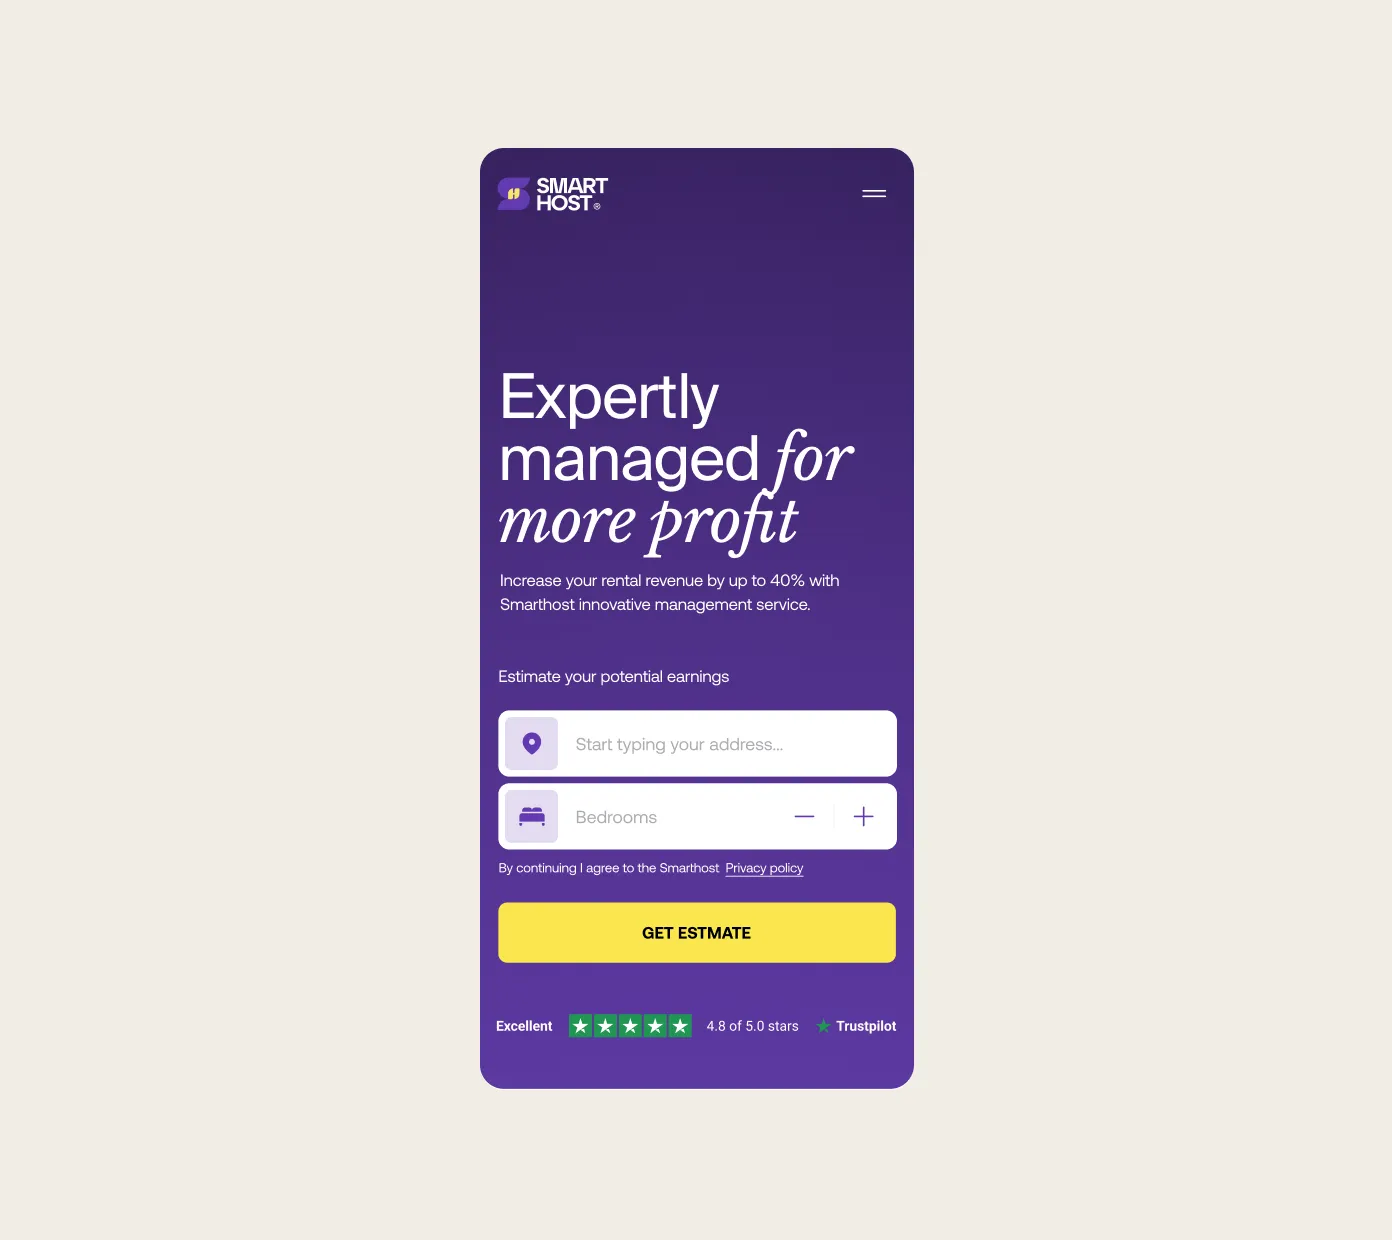 SMART
HOST®
Expertly
managed for
more profit
Increase your rental revenue by up to 40% with
Smarthost innovative management service.
Estimate your potential earnings
Start typing your address...
Bedrooms
By continuing I agree to the Smarthost Privacy policy
GET ESTMATE
Excellent 4.8 of 5.0 stars Trustpilot